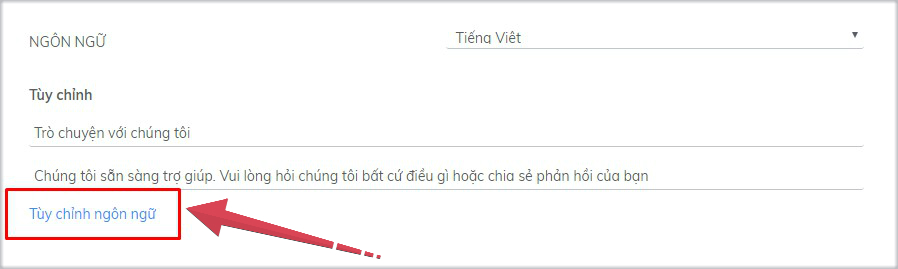 NGÔN NGỮ
Tiếng Việt
Tùy chỉnh
Trò chuyện với chúng tôi
Chúng tôi sẵn sàng trợ giúp. Vui lòng hỏi chúng tôi bất cứ điều gì hoặc chia sẻ phản hồi của bạn
Tùy chỉnh ngôn ngữ